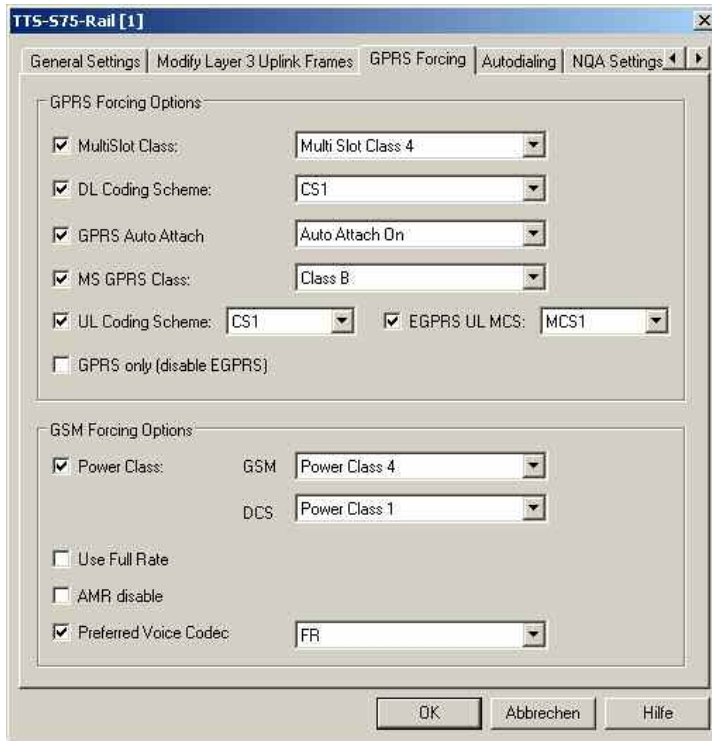 TTS-S75-Rail [1]
General Settings Modify Layer 3 Uplink Frames GPRS Forcing Autodialing NQA Settings
GPRS Forcing Options
MultiSlot Class: Multi Slot Class 4
DL Coding Scheme: CS1
GPRS Auto Attach Auto Attach On
MS GPRS Class: Class B
UL Coding Scheme: CS1 EGPRS UL MCS: MCS1
GPRS only (disable EGPRS)
GSM Forcing Options
Power Class: GSM Power Class 4
DCS Power Class 1
Use Full Rate
AMR disable
Preferred Voice Codec FR
OK Abbrechen Hilfe